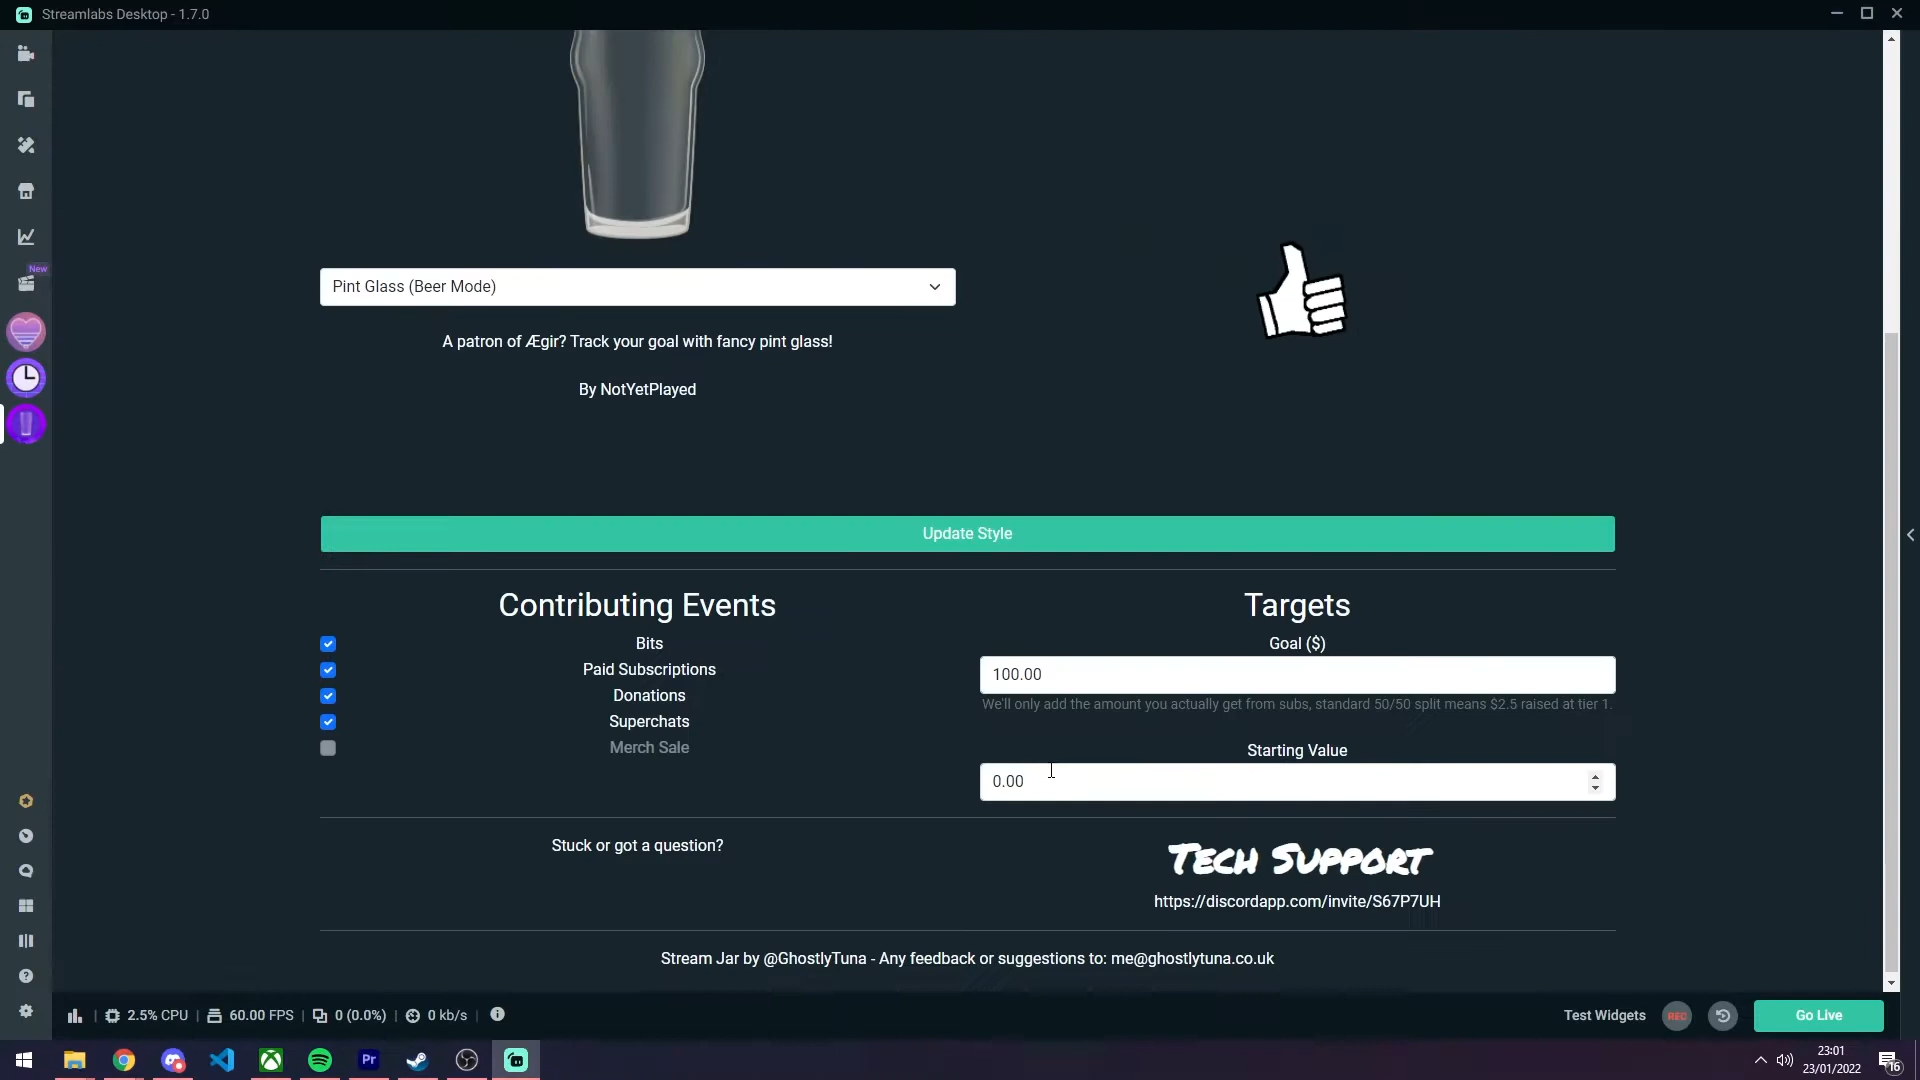 Streamlabs Desktop - 1.7.0
New
Pint Glass (Beer Mode)
A patron of Ægir? Track your goal with fancy pint glass!
By NotYetPlayed
Update Style
Contributing Events
Bits
Paid Subscriptions
Donations
Superchats
Merch Sale
Targets
Goal ($)
100.00
We'll only add the amount you actually get from subs, standard 50/50 split means $2.5 raised at tier 1.
Starting Value
0.00
Stuck or got a question?
Tech Support
https://discordapp.com/invite/S67P7UH
Stream Jar by @GhostlyTuna - Any feedback or suggestions to: me@ghostlytuna.co.uk
2.5% CPU | 60.00 FPS | 0 (0.0%) | 0 kb/s
Test Widgets
REC
Go Live
Pr
23:01
23/01/2022
16